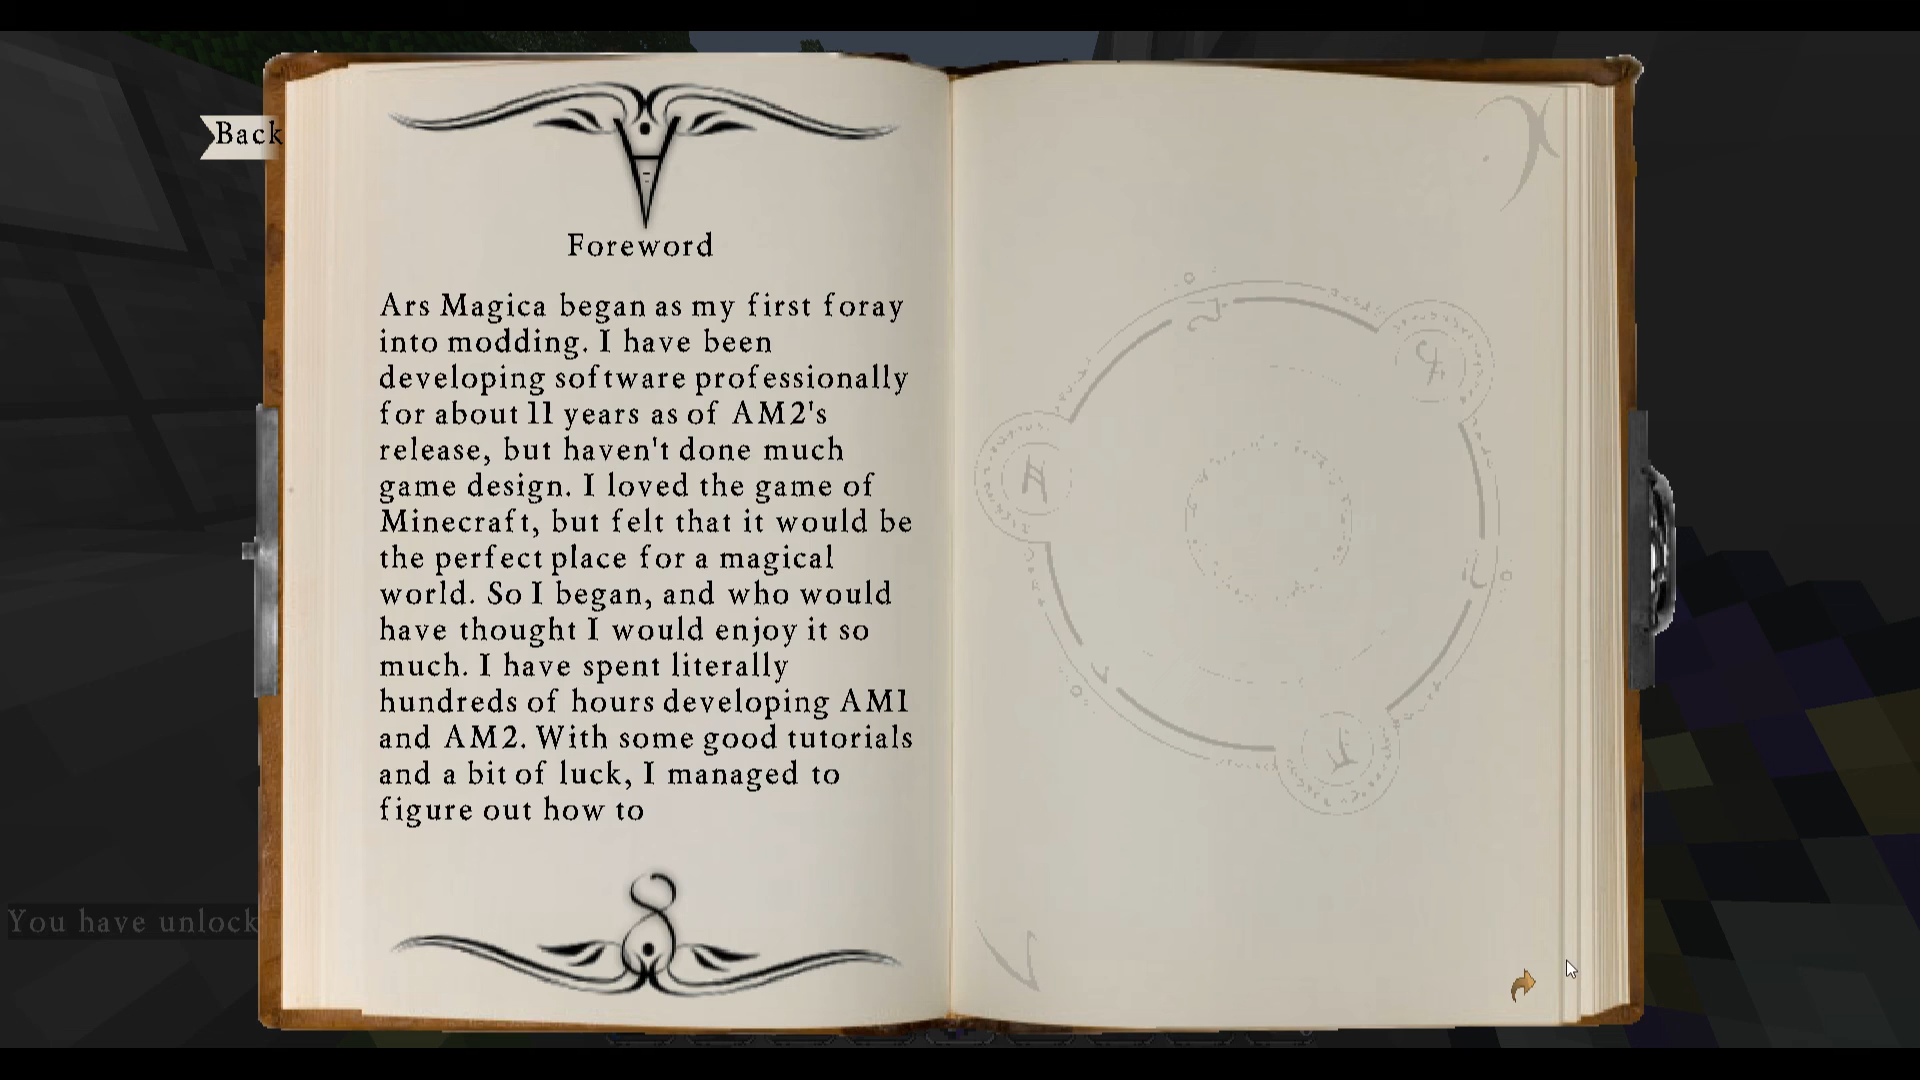 Back
Foreword
Ars Magica began as my first foray
into modding. I have been
developing software professionally
for about 11 years as of AM2's
release, but haven't done much
game design. I loved the game of
Minecraft, but felt that it would be
the perfect place for a magical
world. So I began, and who would
have thought I would enjoy it so
much. I have spent literally
hundreds of hours developing AM1
and AM2. With some good tutorials
and a bit of luck, I managed to
figure out how to
You have unlock